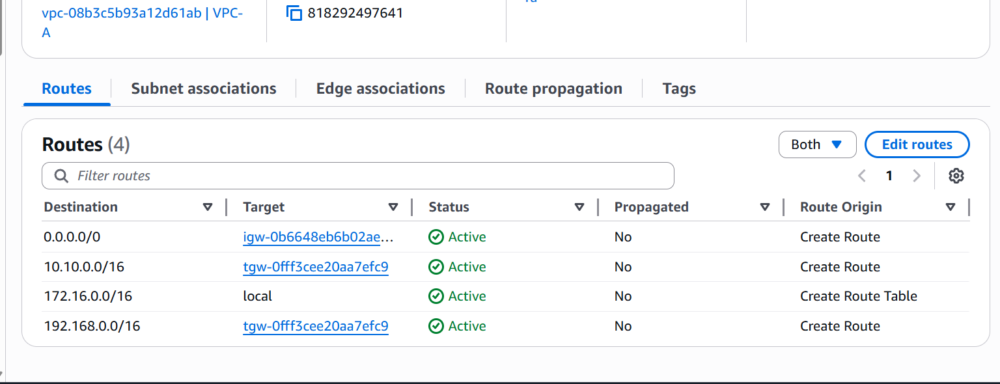 vpc-08b3c5b93a12d61ab | VPC-
A
818292497641
Routes
Subnet associations
Edge associations
Route propagation
Tags
Routes (4)
Both
Edit routes
Filter routes
1
Destination Target Status Propagated Route Origin
0.0.0.0/0 igw-0b6648eb6b02ae... Active No Create Route
10.10.0.0/16 tgw-0fff3cee20aa7efc9 Active No Create Route
172.16.0.0/16 local Active No Create Route Table
192.168.0.0/16 tgw-0fff3cee20aa7efc9 Active No Create Route